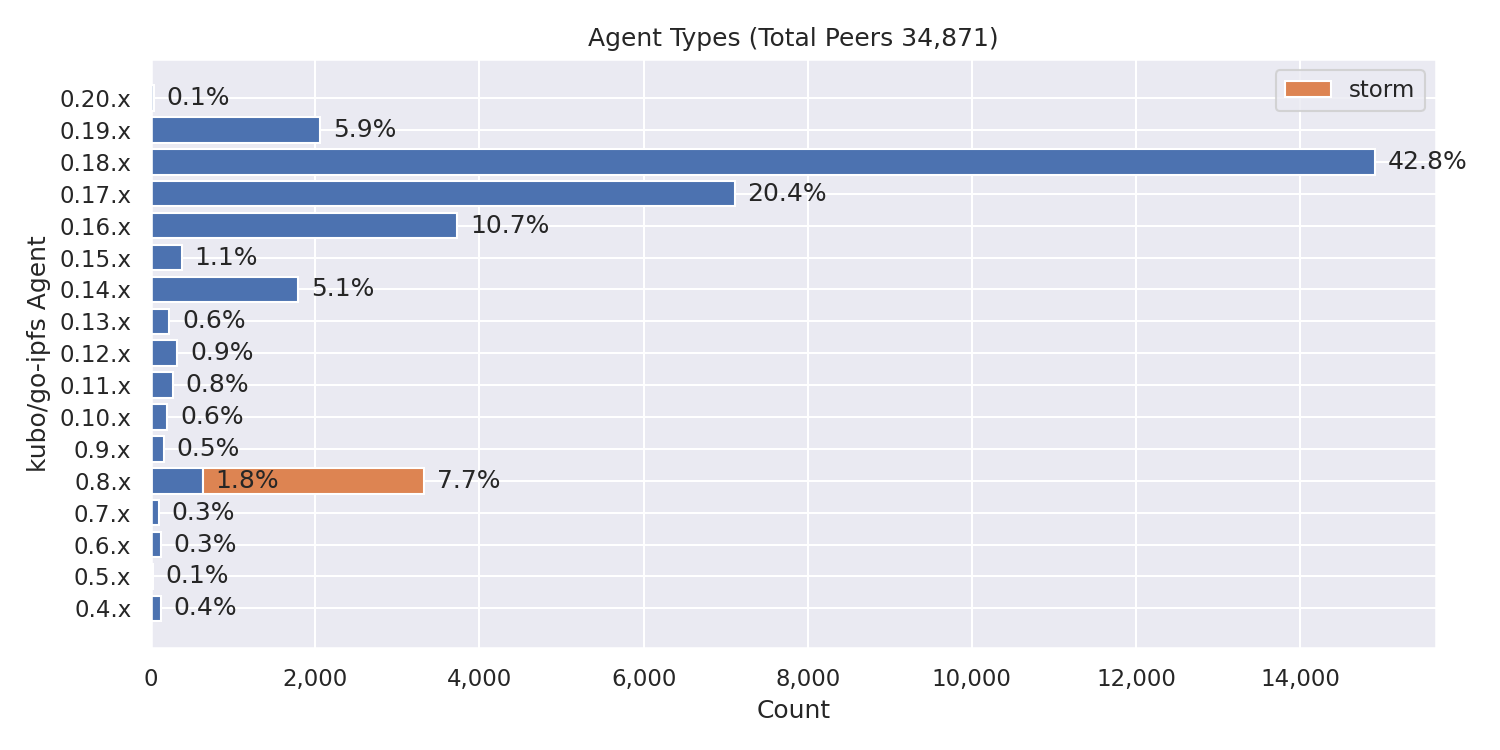 Agent Types (Total Peers 34,871)
storm
kubo/go-ipfs Agent
0.20.x 0.1%
0.19.x 5.9%
0.18.x 42.8%
0.17.x 20.4%
0.16.x 10.7%
0.15.x 1.1%
0.14.x 5.1%
0.13.x 0.6%
0.12.x 0.9%
0.11.x 0.8%
0.10.x 0.6%
0.9.x 0.5%
0.8.x 1.8% 7.7%
0.7.x 0.3%
0.6.x 0.3%
0.5.x 0.1%
0.4.x 0.4%
0 2,000 4,000 6,000 8,000 10,000 12,000 14,000
Count